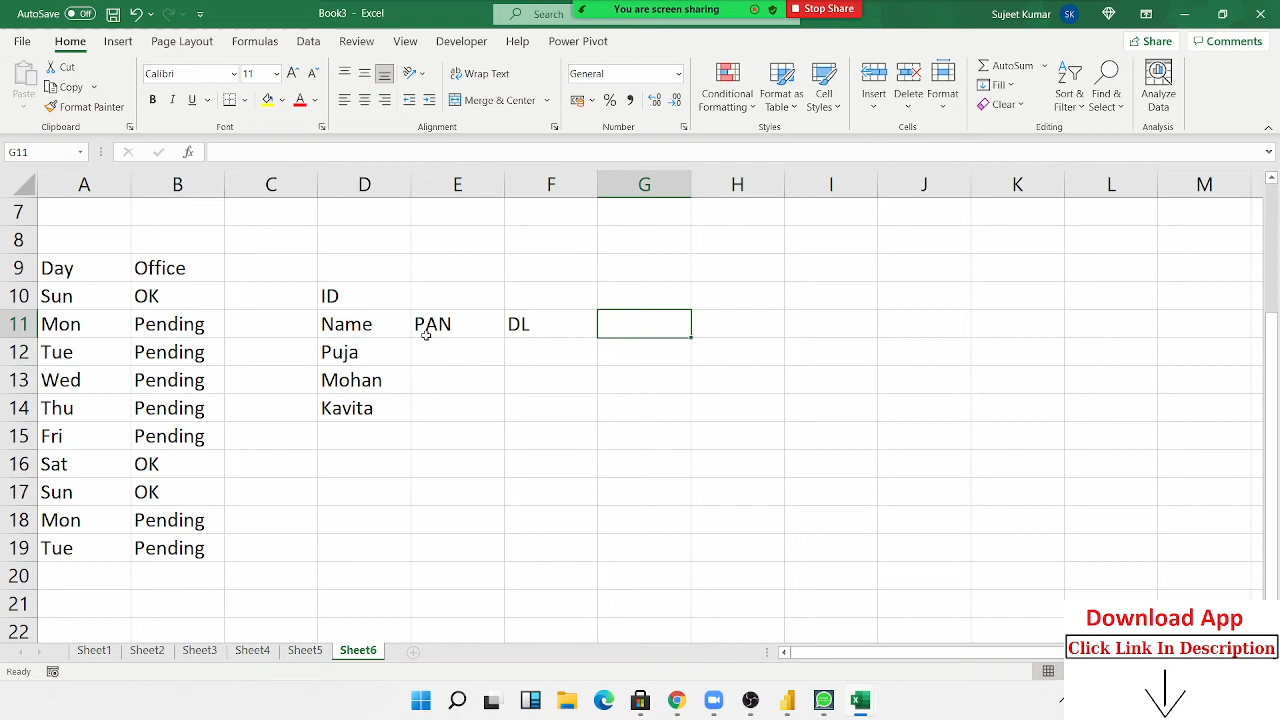 AutoSave Off Book3 - Excel Search You are screen sharing Stop Share Sujeet Kumar SK
File Home Insert Page Layout Formulas Data Review View Developer Help Power Pivot Share Comments
Paste Cut Copy Format Painter Clipboard
Calibri 11 B I U A Font
Wrap Text Merge & Center Alignment
General % Number
Conditional Formatting Format as Table Cell Styles Styles
Insert Delete Format Cells
AutoSum Fill Clear Sort & Filter Find & Select Editing
Analyze Data Analysis
G11 fx
A B C D E F G H I J K L M
7
8
9 Day Office
10 Sun OK ID
11 Mon Pending Name PAN DL
12 Tue Pending Puja
13 Wed Pending Mohan
14 Thu Pending Kavita
15 Fri Pending
16 Sat OK
17 Sun OK
18 Mon Pending
19 Tue Pending
20
21
22
Download App
Click Link In Description
Sheet1 Sheet2 Sheet3 Sheet4 Sheet5 Sheet6
Ready